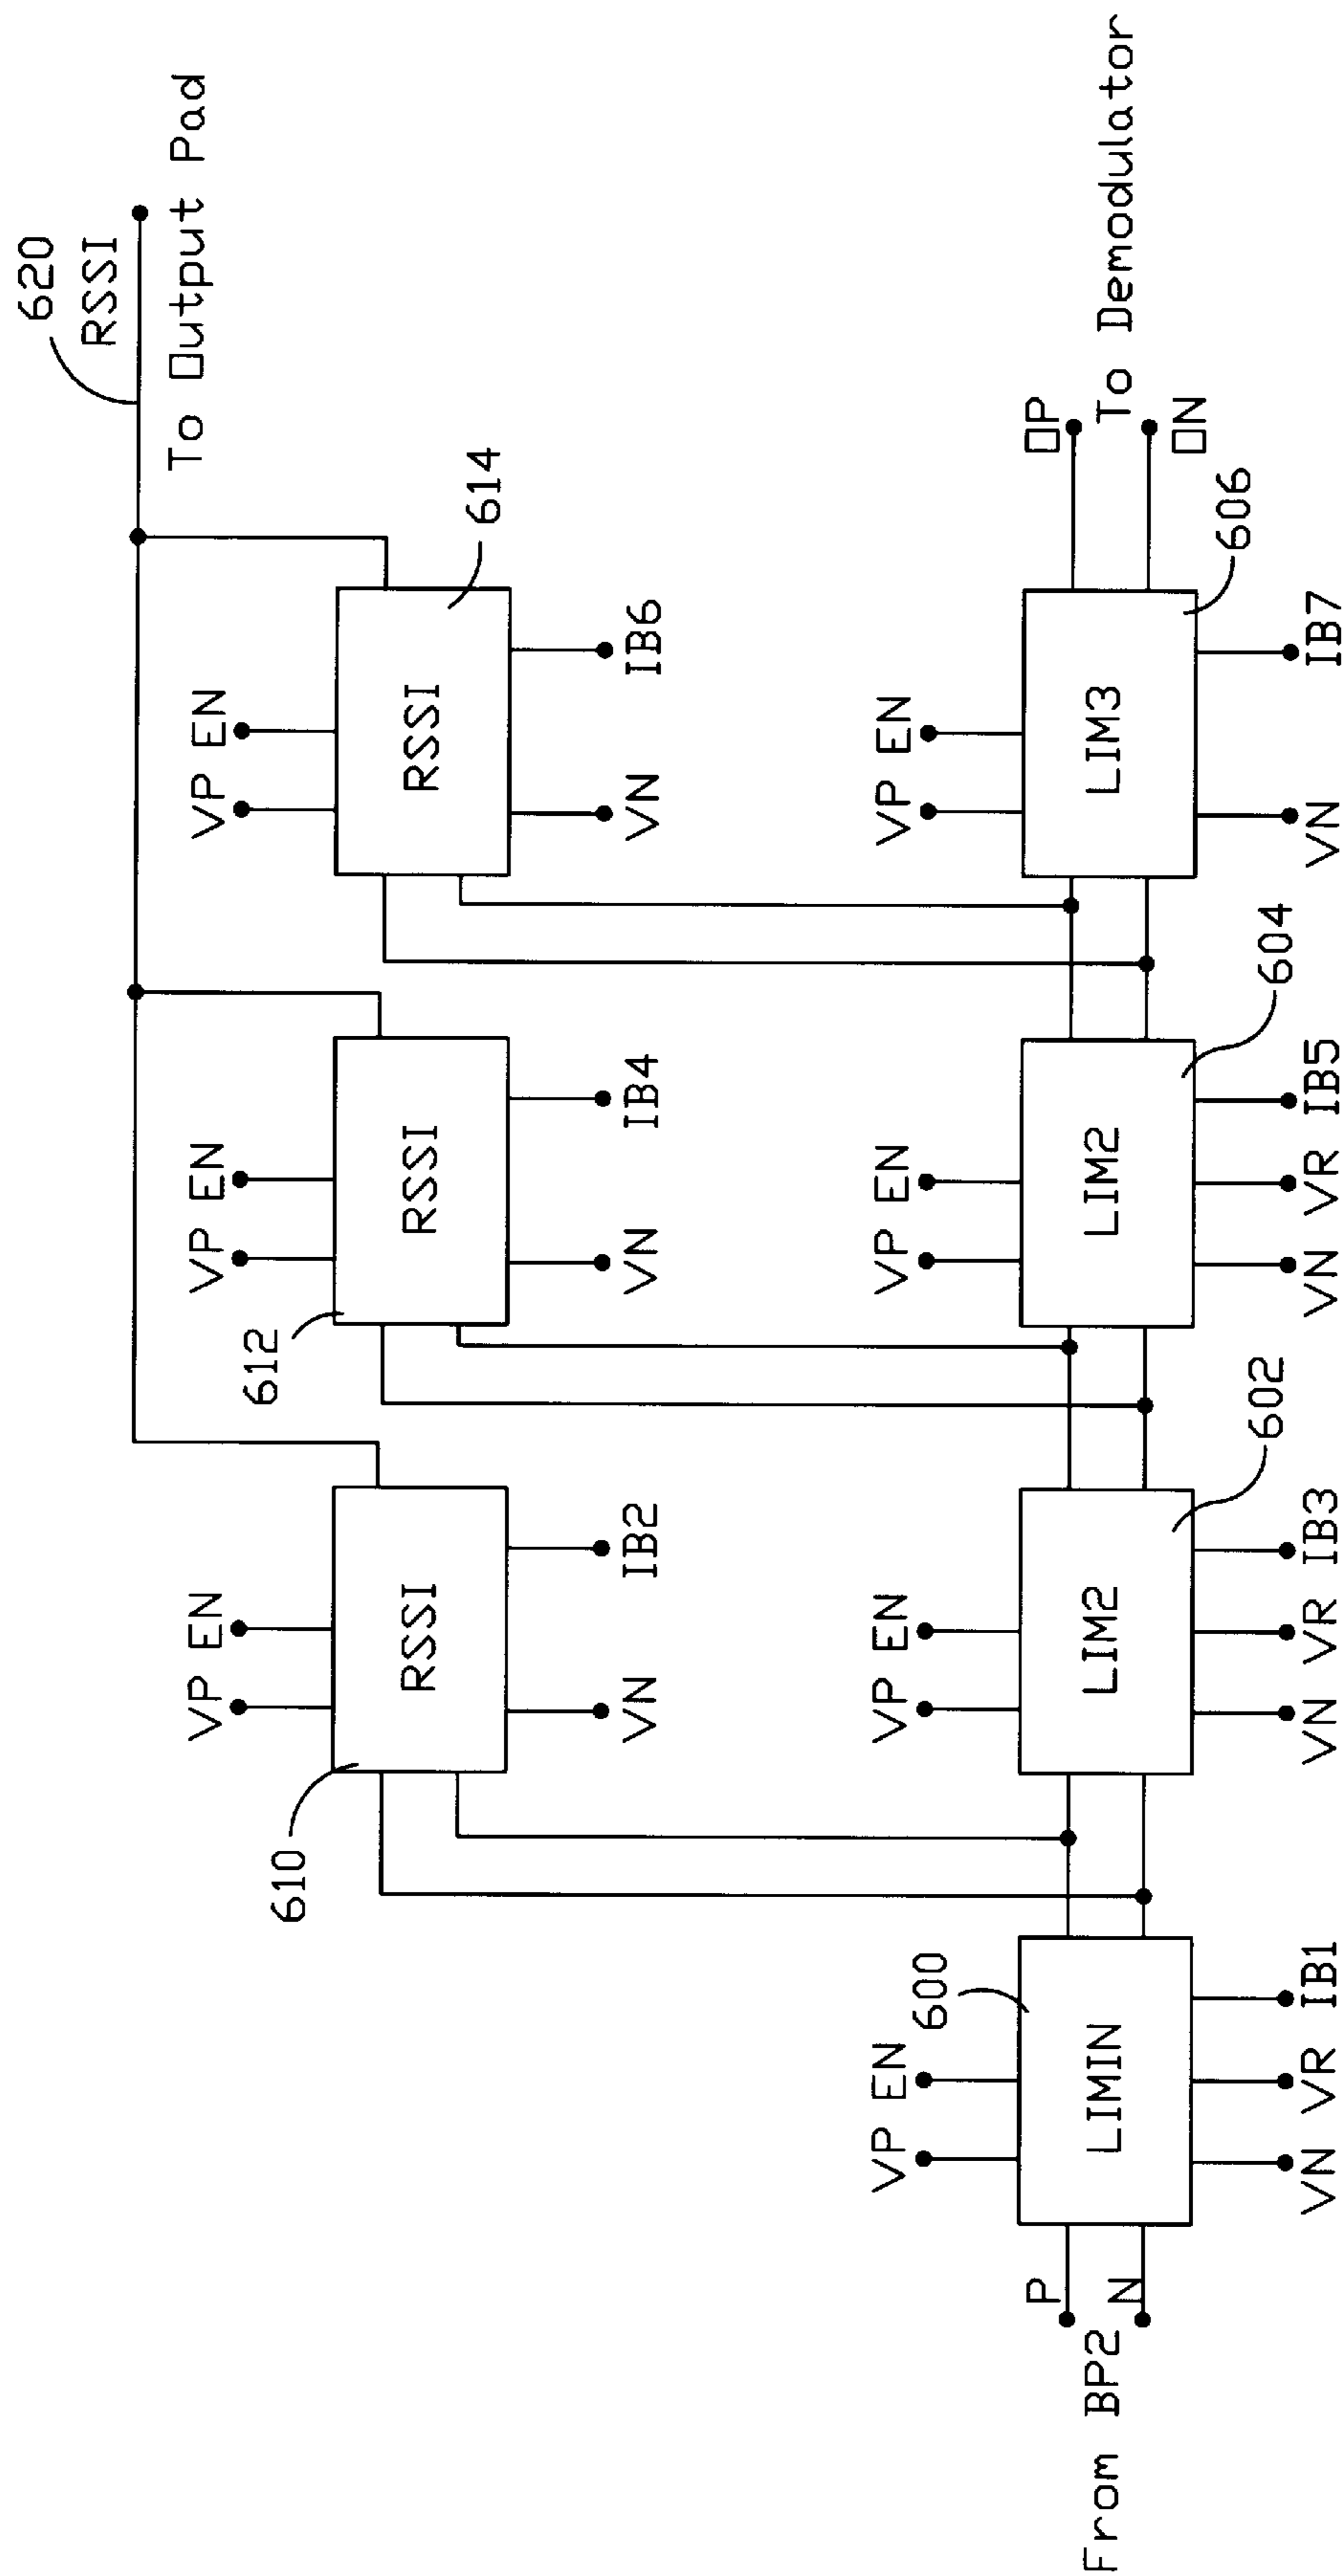 620
RSSI
To Output Pad
VP EN
VP EN
VP EN
610
RSSI
612
RSSI
RSSI
614
VN
IB2
VN
IB4
VN
IB6
VP EN
600
VP EN
VP EN
VP EN
From BP2
P
N
LIMIN
LIM2
LIM2
LIM3
OP
ON
To Demodulator
602
604
606
VN VR IB1
VN VR IB3
VN VR IB5
VN
IB7